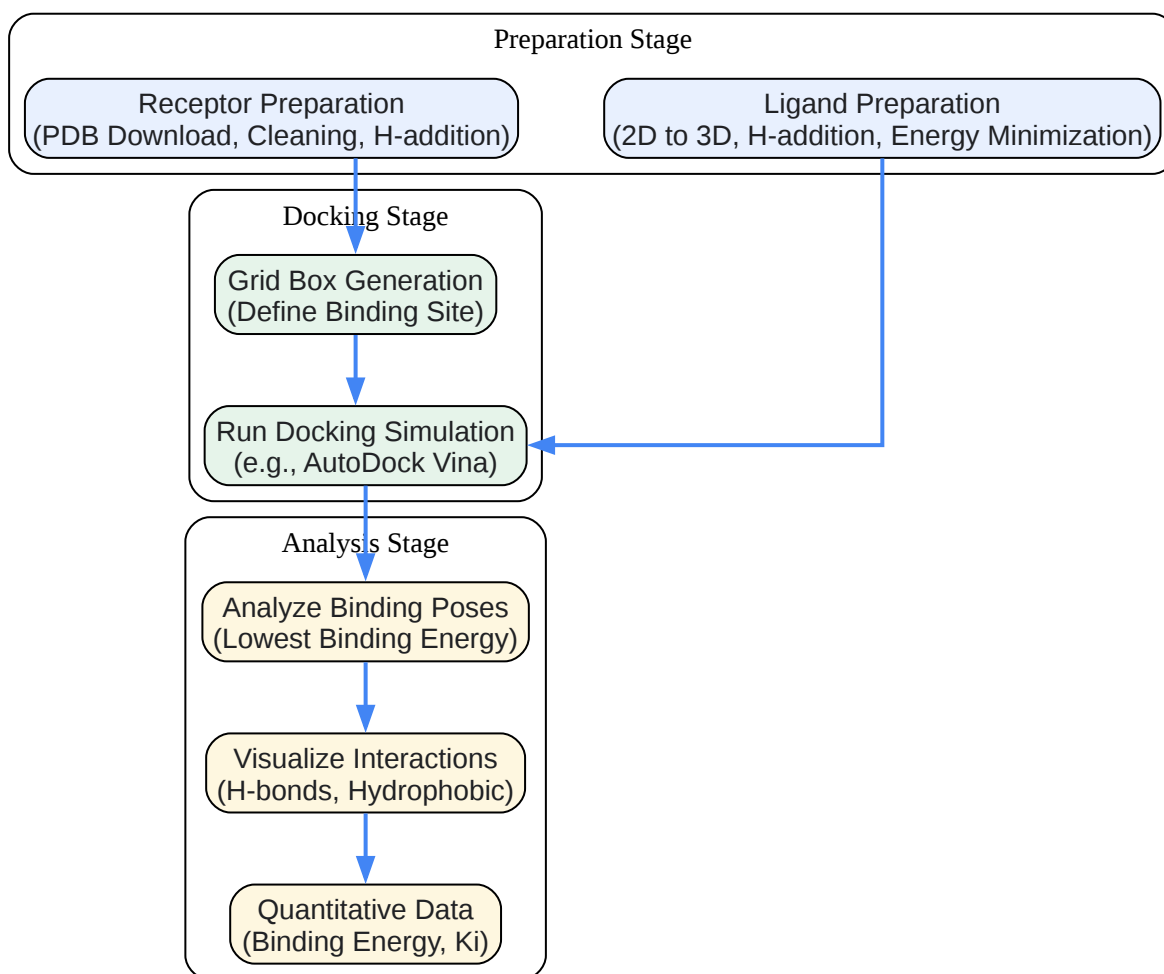 Preparation Stage
Receptor Preparation
(PDB Download, Cleaning, H-addition)
Ligand Preparation
(2D to 3D, H-addition, Energy Minimization)
Docking Stage
Grid Box Generation
(Define Binding Site)
Run Docking Simulation
(e.g., AutoDock Vina)
Analysis Stage
Analyze Binding Poses
(Lowest Binding Energy)
Visualize Interactions
(H-bonds, Hydrophobic)
Quantitative Data
(Binding Energy, Ki)